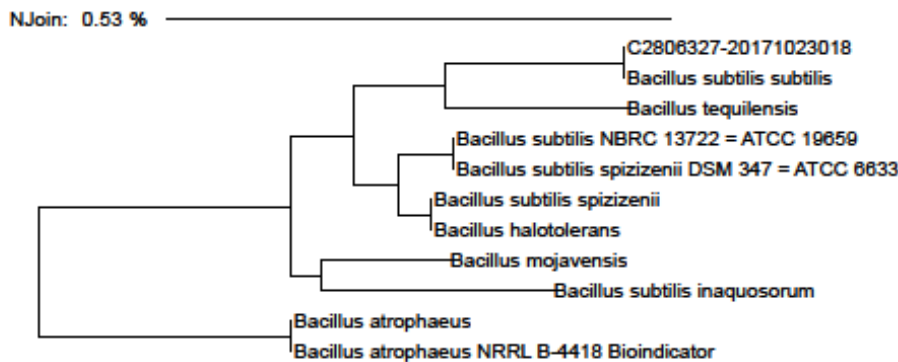 NJoin: 0.53 %
C2806327-20171023018
Bacillus subtilis subtilis
Bacillus tequilensis
Bacillus subtilis NBRC 13722 = ATCC 19659
Bacillus subtilis spizizenii DSM 347 = ATCC 6633
Bacillus subtilis spizizenii
Bacillus halotolerans
Bacillus mojavensis
Bacillus subtilis inaquosorum
Bacillus atrophaeus
Bacillus atrophaeus NRRL B-4418 Bioindicator